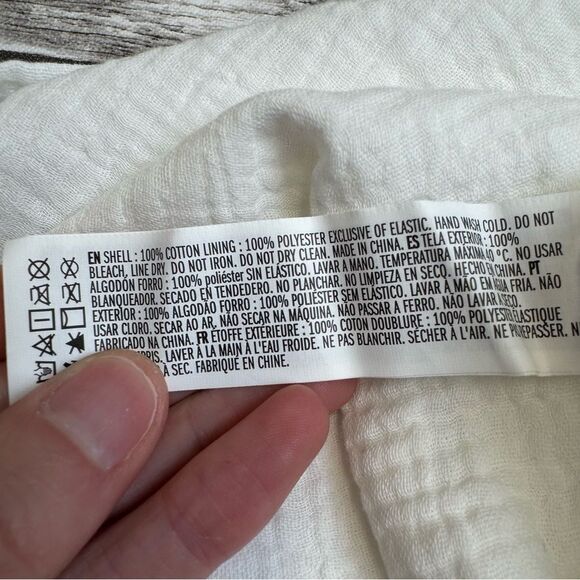 EN SHELL : 100% COTTON LINING : 100% POLYESTER EXCLUSIVE OF ELASTIC. HAND WISH COLD. DO NOT
BLEACH, LINE DRY. DO NOT IRON. DO NOT DRY CLEAN. MADE IN CHINA. ES TELA EXTERIOR : 100%
ALGODÓN FORRO : 100% poliéster SIN ELÁSTICO. LAVAR A MANO. TEMPERATURA MÁXIMA 40 °C. NO USAR
BLANQUEADOR. SECADO EN TENDEDERO. NO PLANCHAR. NO LIMPIEZA EN SECO. HECHO EN CHINA. PT
EXTERIOR : 100% ALGODÃO FORRO : 100% POLIESTER SEM ELÁSTICO. LAVAR À MÃO EM ÁGUA FRIA. NÃO
USAR CLORO. SECAR AO AR, NÃO SECAR NA MÁQUINA. NÃO PASSAR A FERRO. NÃO LAVAR A
FABRICADO NA CHINA. FR ÉTOFFE EXTÉRIEURE : 100% COTON DOUBLURE : 100% POLYESTER ÉLASTIQUE
PRIS. LAVER À LA MAIN À L'EAU FROIDE. NE PAS BLANCHIR. SÉCHER À L'AIR. NE PAS REPASSER. N
À SEC. FABRIQUÉ EN CHINE.